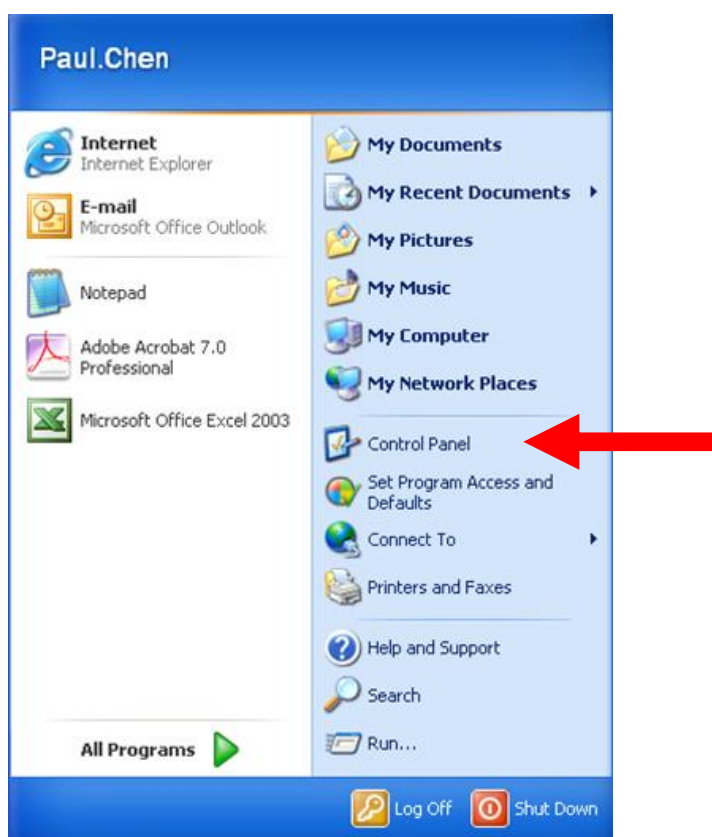 Paul.Chen
Internet
Internet Explorer
E-mail
Microsoft Office Outlook
Notepad
Adobe Acrobat 7.0
Professional
Microsoft Office Excel 2003
All Programs
My Documents
My Recent Documents
My Pictures
My Music
My Computer
My Network Places
Control Panel
Set Program Access and
Defaults
Connect To
Printers and Faxes
Help and Support
Search
Run...
Log Off
Shut Down